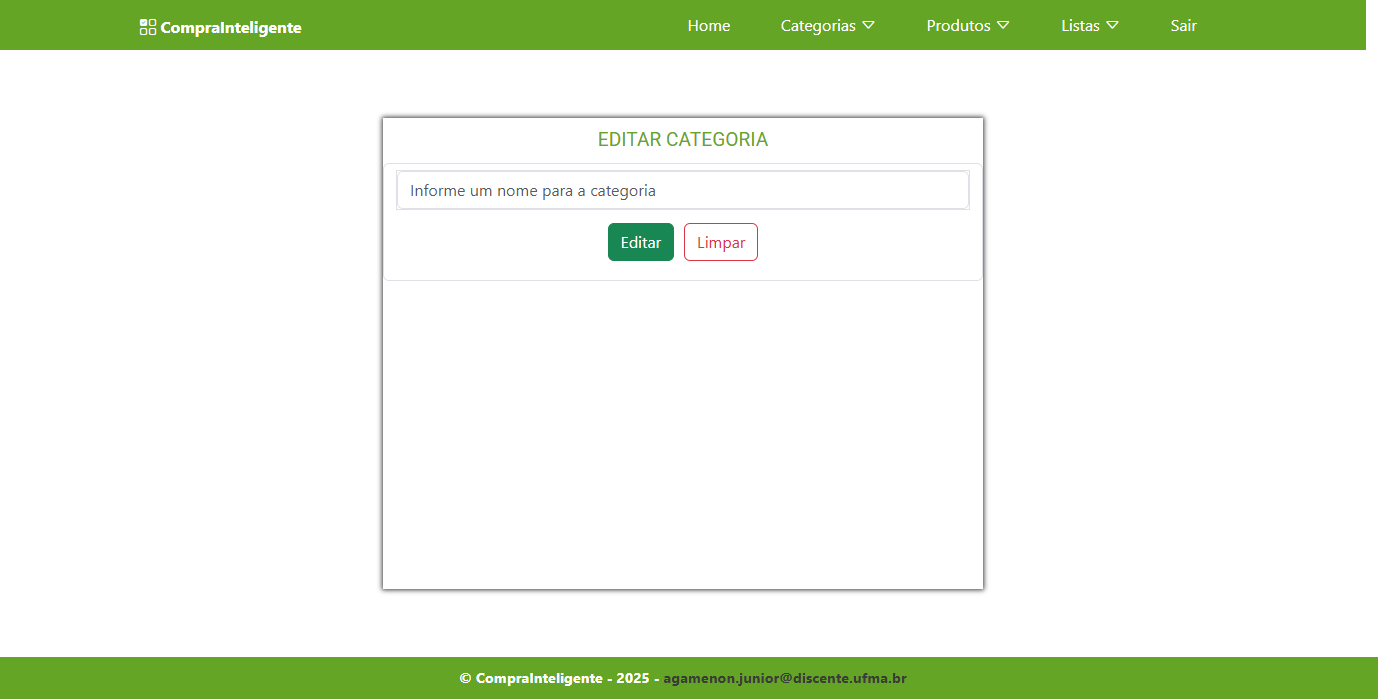 CompraInteligente Home Categorias Produtos Listas Sair
EDITAR CATEGORIA
Informe um nome para a categoria
Editar Limpar
© CompraInteligente - 2025 - agamenon.junior@discente.ufma.br